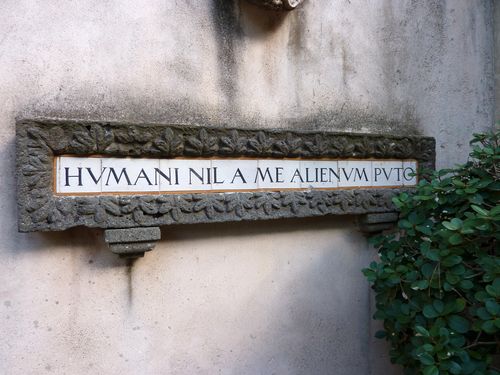 HVMANI NIL A ME ALIENVM PVTO